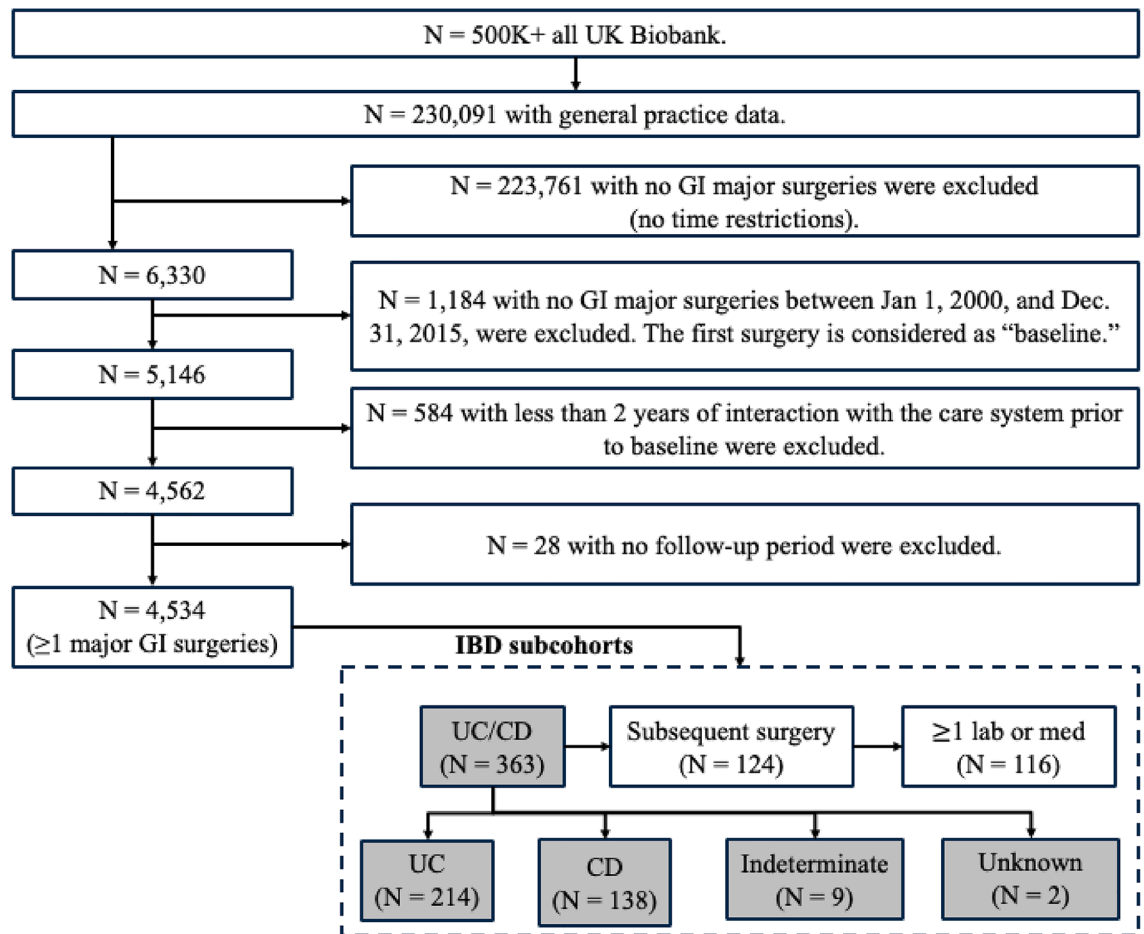 N = 500K+ all UK Biobank.
N = 230,091 with general practice data.
N = 223,761 with no GI major surgeries were excluded
(no time restrictions).
N = 6,330
N = 1,184 with no GI major surgeries between Jan 1, 2000, and Dec.
31, 2015, were excluded. The first surgery is considered as “baseline.”
N = 5,146
N = 584 with less than 2 years of interaction with the care system prior
to baseline were excluded.
N = 4,562
N = 28 with no follow-up period were excluded.
N = 4,534
(≥1 major GI surgeries)
IBD subcohorts
UC/CD
(N = 363)
Subsequent surgery
(N = 124)
≥1 lab or med
(N = 116)
UC
(N = 214)
CD
(N = 138)
Indeterminate
(N = 9)
Unknown
(N = 2)